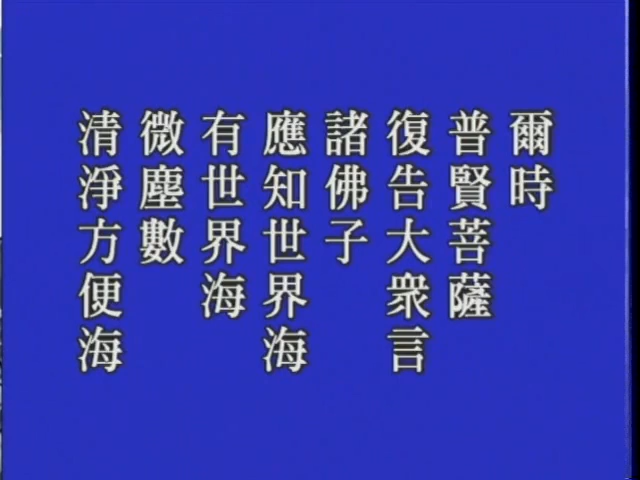 爾時
普賢菩薩
復告大眾言
諸佛子
應知世界海
有世界海
微塵數
清淨方便海